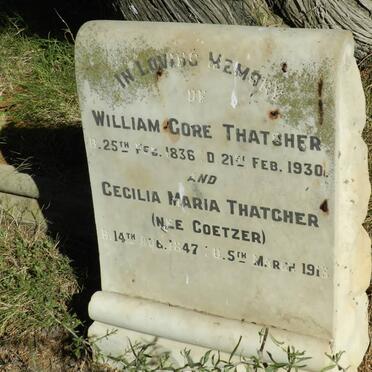 IN LOVING MEMORY
OF
WILLIAM GORE THATCHER
B. 25TH FEB. 1836 D 21ST FEB. 1930.
AND
CECILIA MARIA THATCHER
(NEE COETZER)
B. 14TH 1847 D. 5TH MARCH